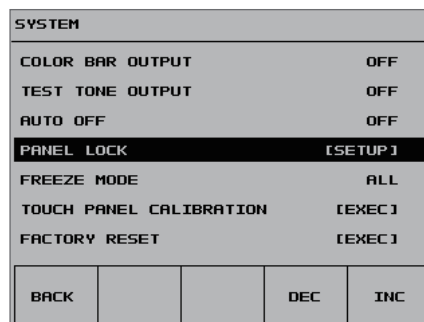 SYSTEM
COLOR BAR OUTPUT OFF
TEST TONE OUTPUT OFF
AUTO OFF OFF
PANEL LOCK [SETUP]
FREEZE MODE ALL
TOUCH PANEL CALIBRATION [EXEC]
FACTORY RESET [EXEC]
BACK DEC INC